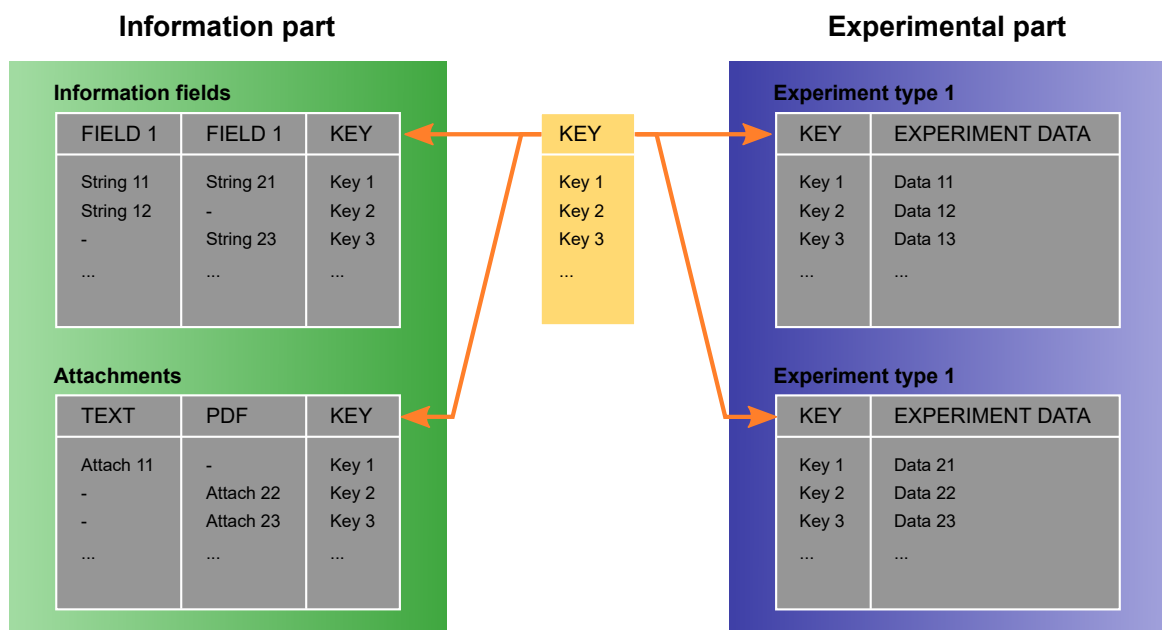 Information part
Experimental part
Information fields
FIELD 1 FIELD 1 KEY
String 11 String 21 Key 1
String 12 - Key 2
- String 23 Key 3
... ... ...
Attachments
TEXT PDF KEY
Attach 11 - Key 1
- Attach 22 Key 2
- Attach 23 Key 3
... ... ...
KEY
Key 1
Key 2
Key 3
...
Experiment type 1
KEY EXPERIMENT DATA
Key 1 Data 11
Key 2 Data 12
Key 3 Data 13
... ...
Experiment type 1
KEY EXPERIMENT DATA
Key 1 Data 21
Key 2 Data 22
Key 3 Data 23
... ...